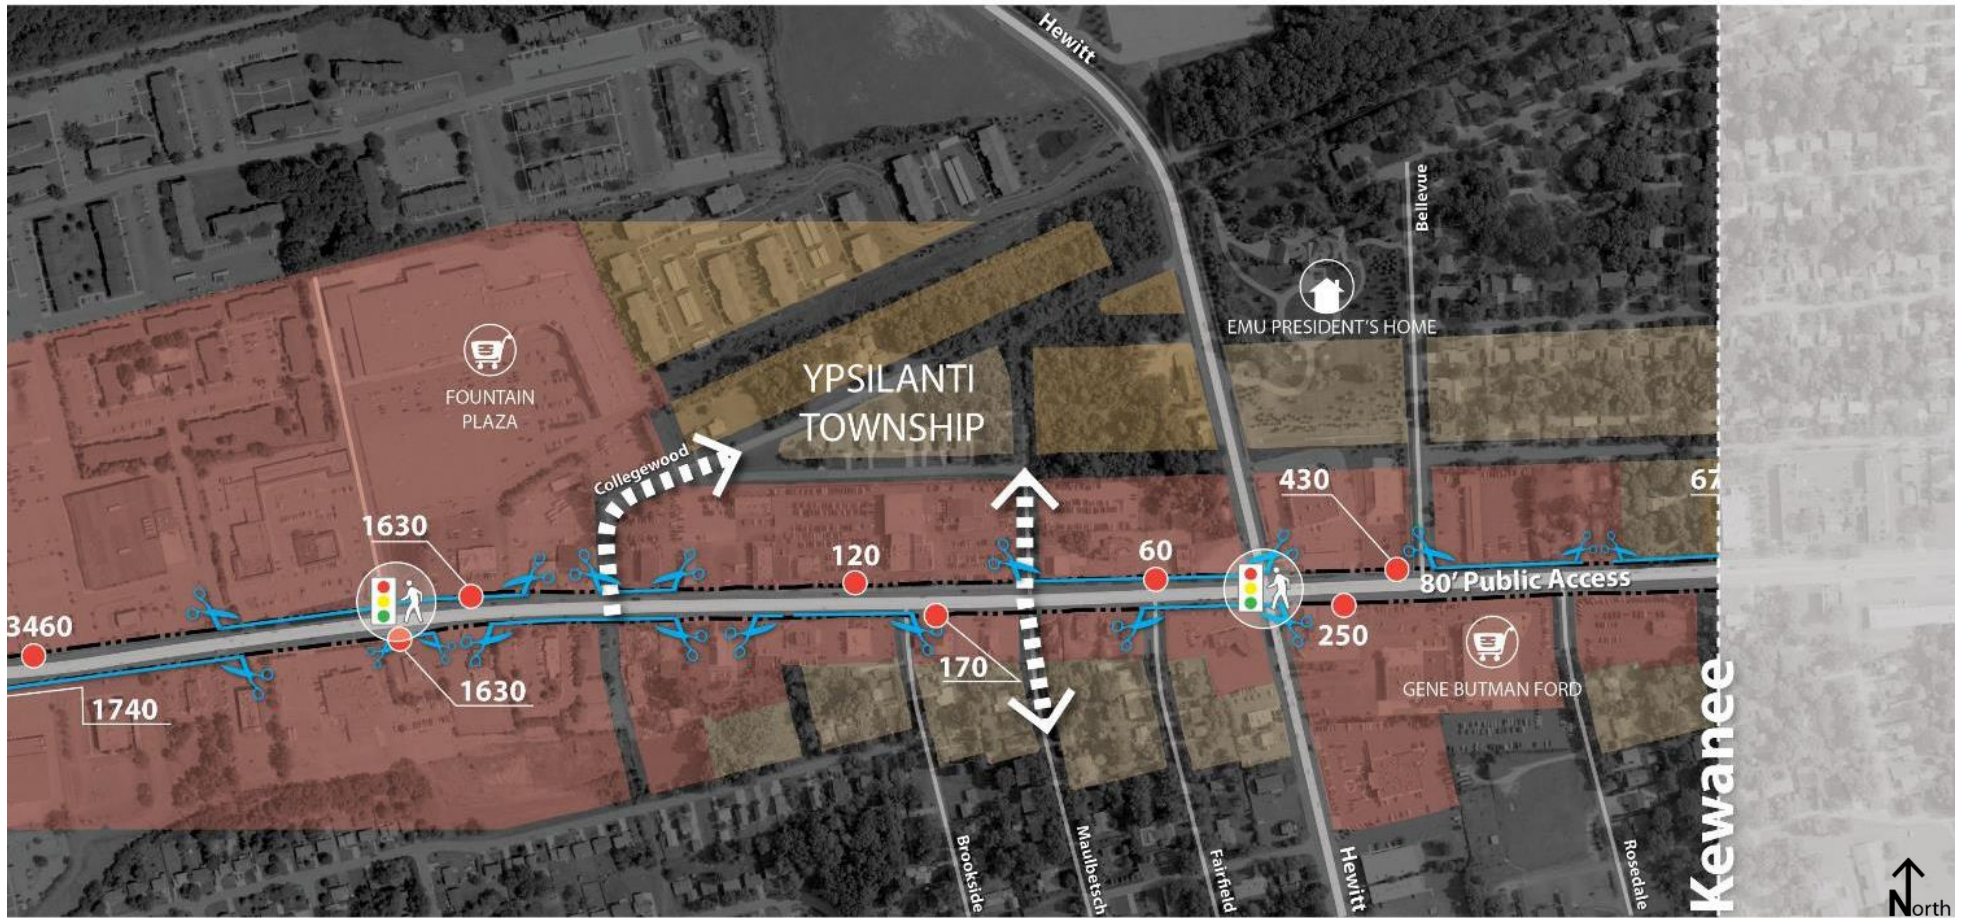 Hewitt
Bellevue
EMU PRESIDENT'S HOME
FOUNTAIN
PLAZA
YPSILANTI
TOWNSHIP
Collegewood
430
67
1630
120
60
80' Public Access
3460
250
170
1630
1740
GENE BUTMAN FORD
Kewanee
Brookside
Maulbetsch
Fairfield
Hewitt
Rosedale
North